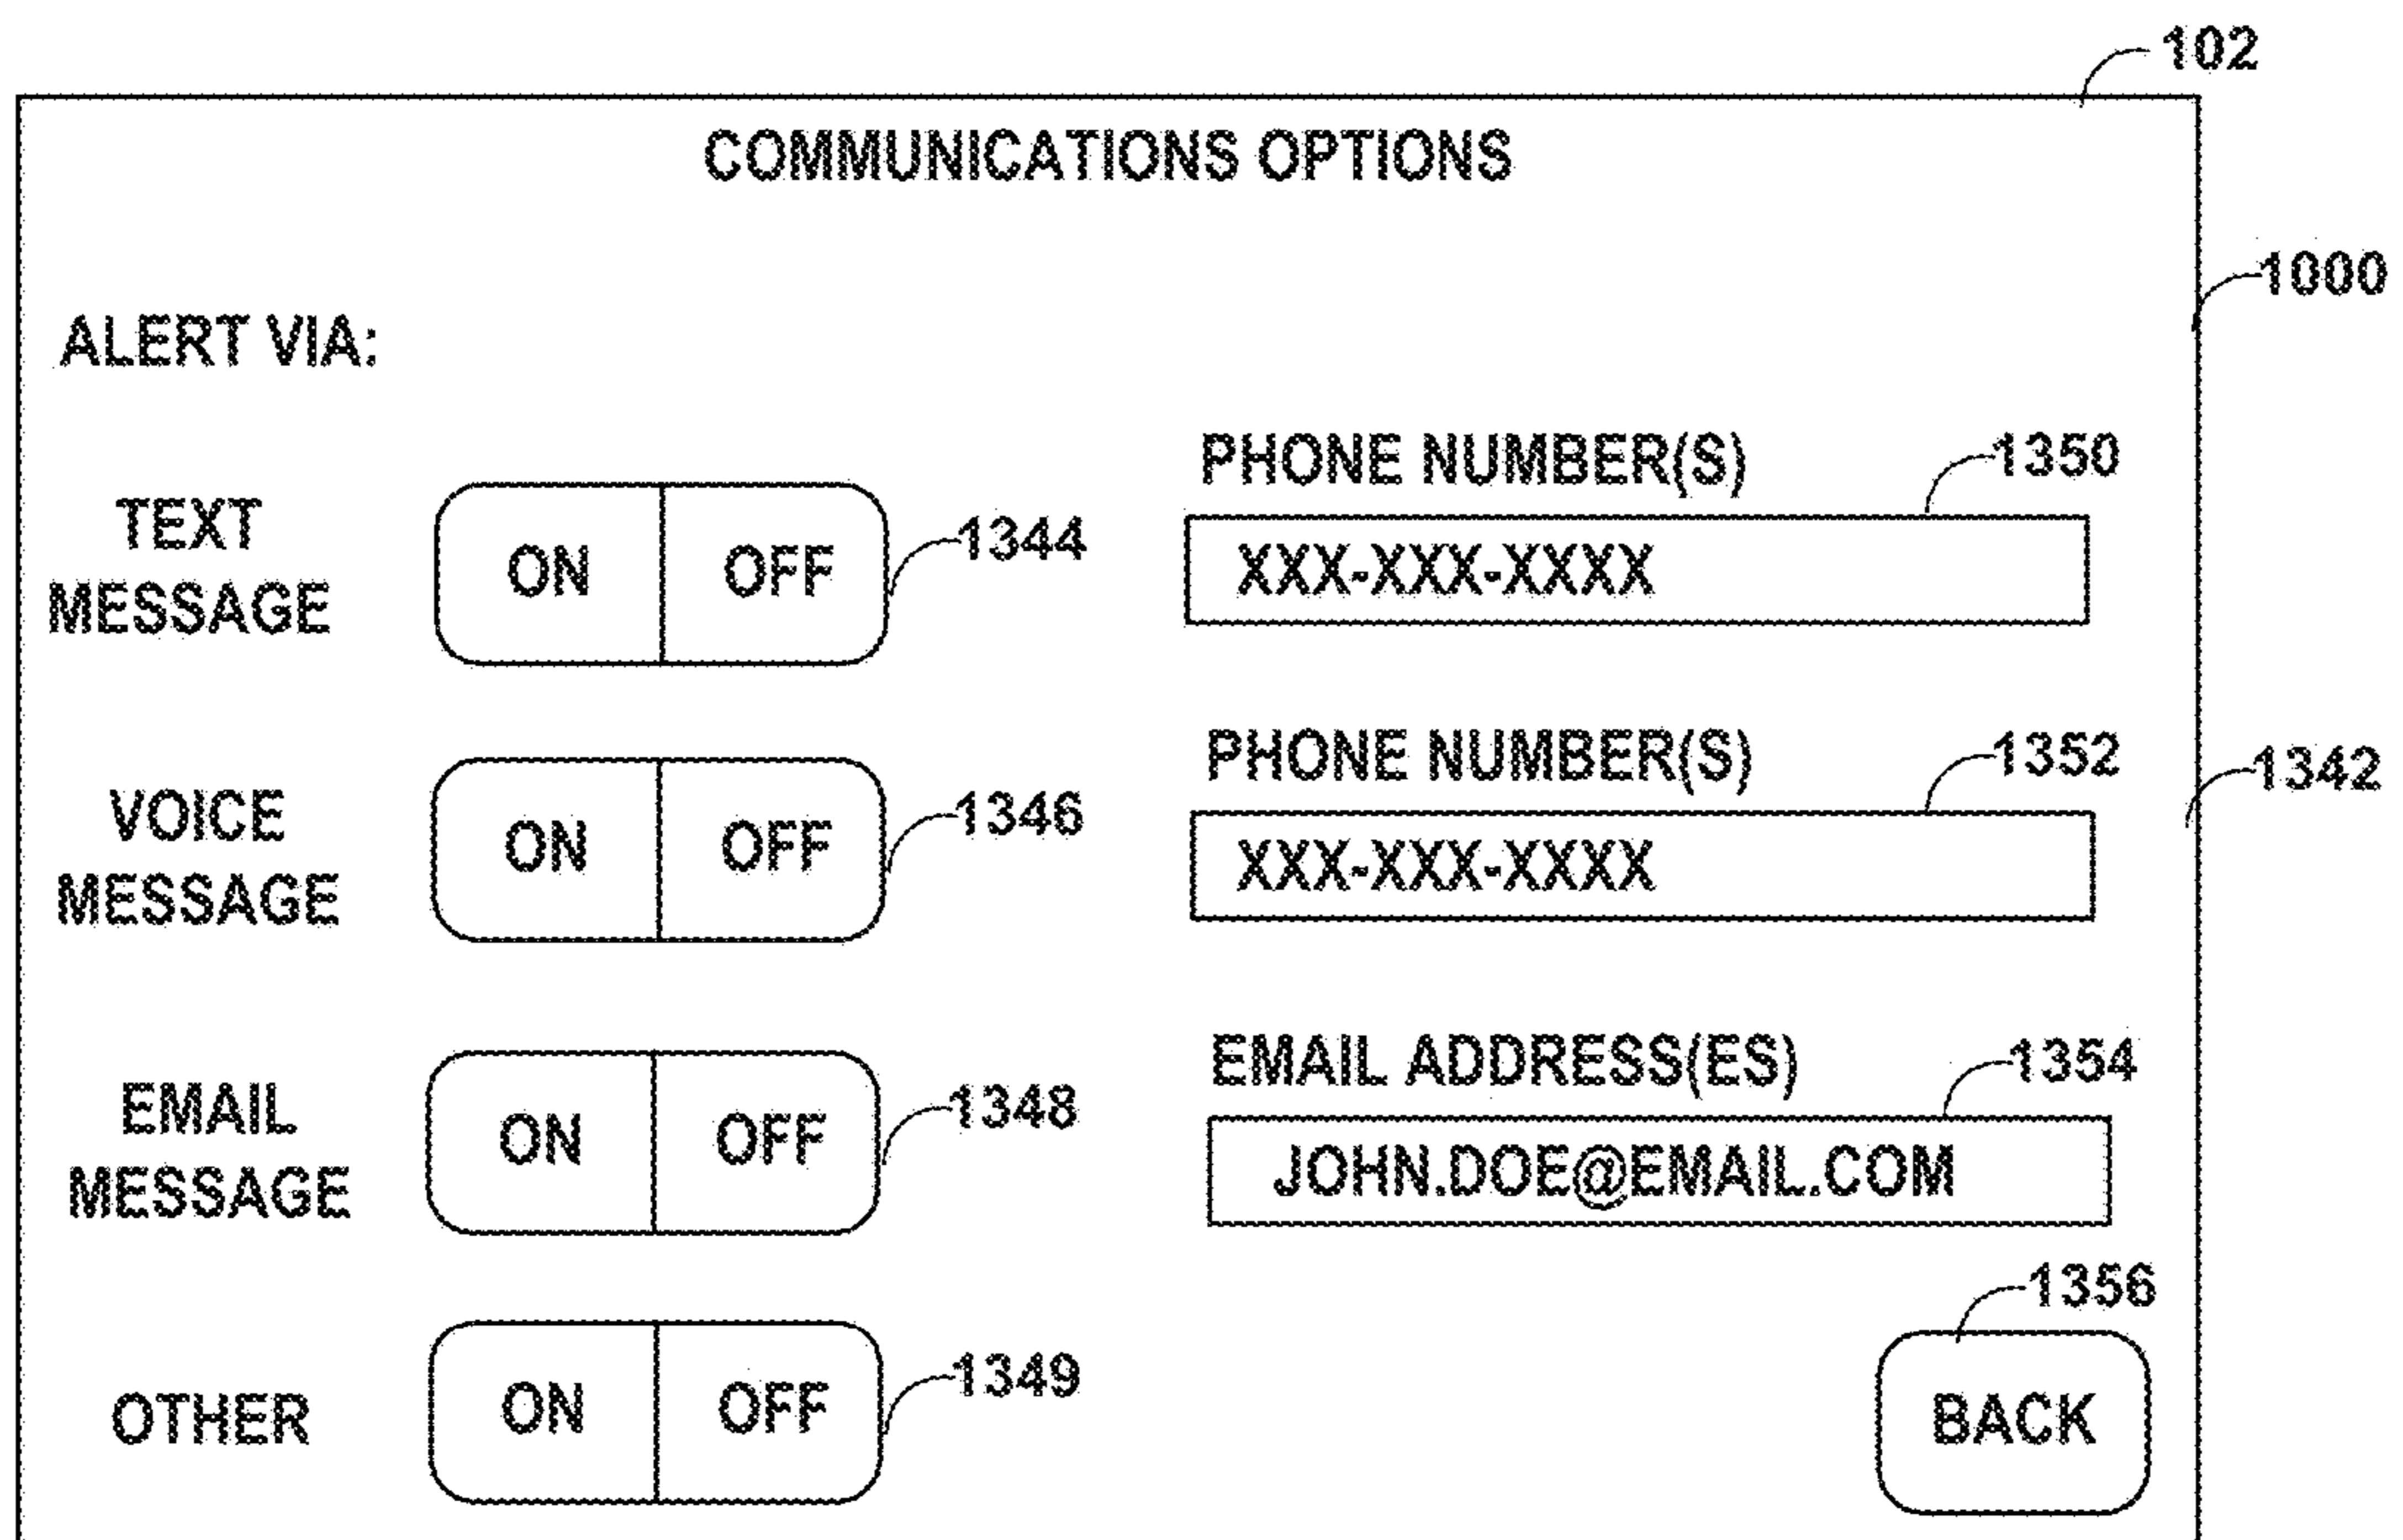 102
COMMUNICATIONS OPTIONS
1000
ALERT VIA:
TEXT
MESSAGE
ON OFF
1344
PHONE NUMBER(S)
1350
XXX-XXX-XXXX
VOICE
MESSAGE
ON OFF
1346
PHONE NUMBER(S)
1352
XXX-XXX-XXXX
1342
EMAIL
MESSAGE
ON OFF
1348
EMAIL ADDRESS(ES)
1354
JOHN.DOE@EMAIL.COM
OTHER
ON OFF
1349
1356
BACK